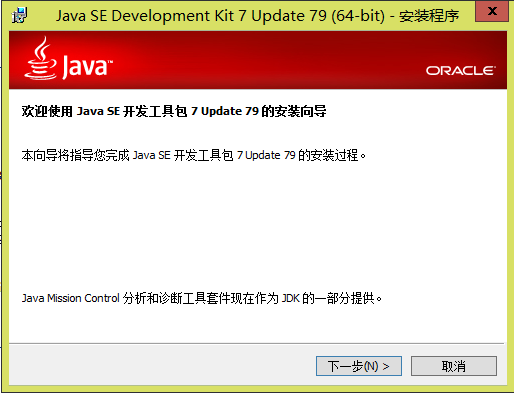 Java SE Development Kit 7 Update 79 (64-bit) - 安装程序
Java™
ORACLE®
欢迎使用 Java SE 开发工具包 7 Update 79 的安装向导
本向导将指导您完成 Java SE 开发工具包 7 Update 79 的安装过程。
Java Mission Control 分析和诊断工具套件现在作为 JDK 的一部分提供。
下一步(N) >
取消